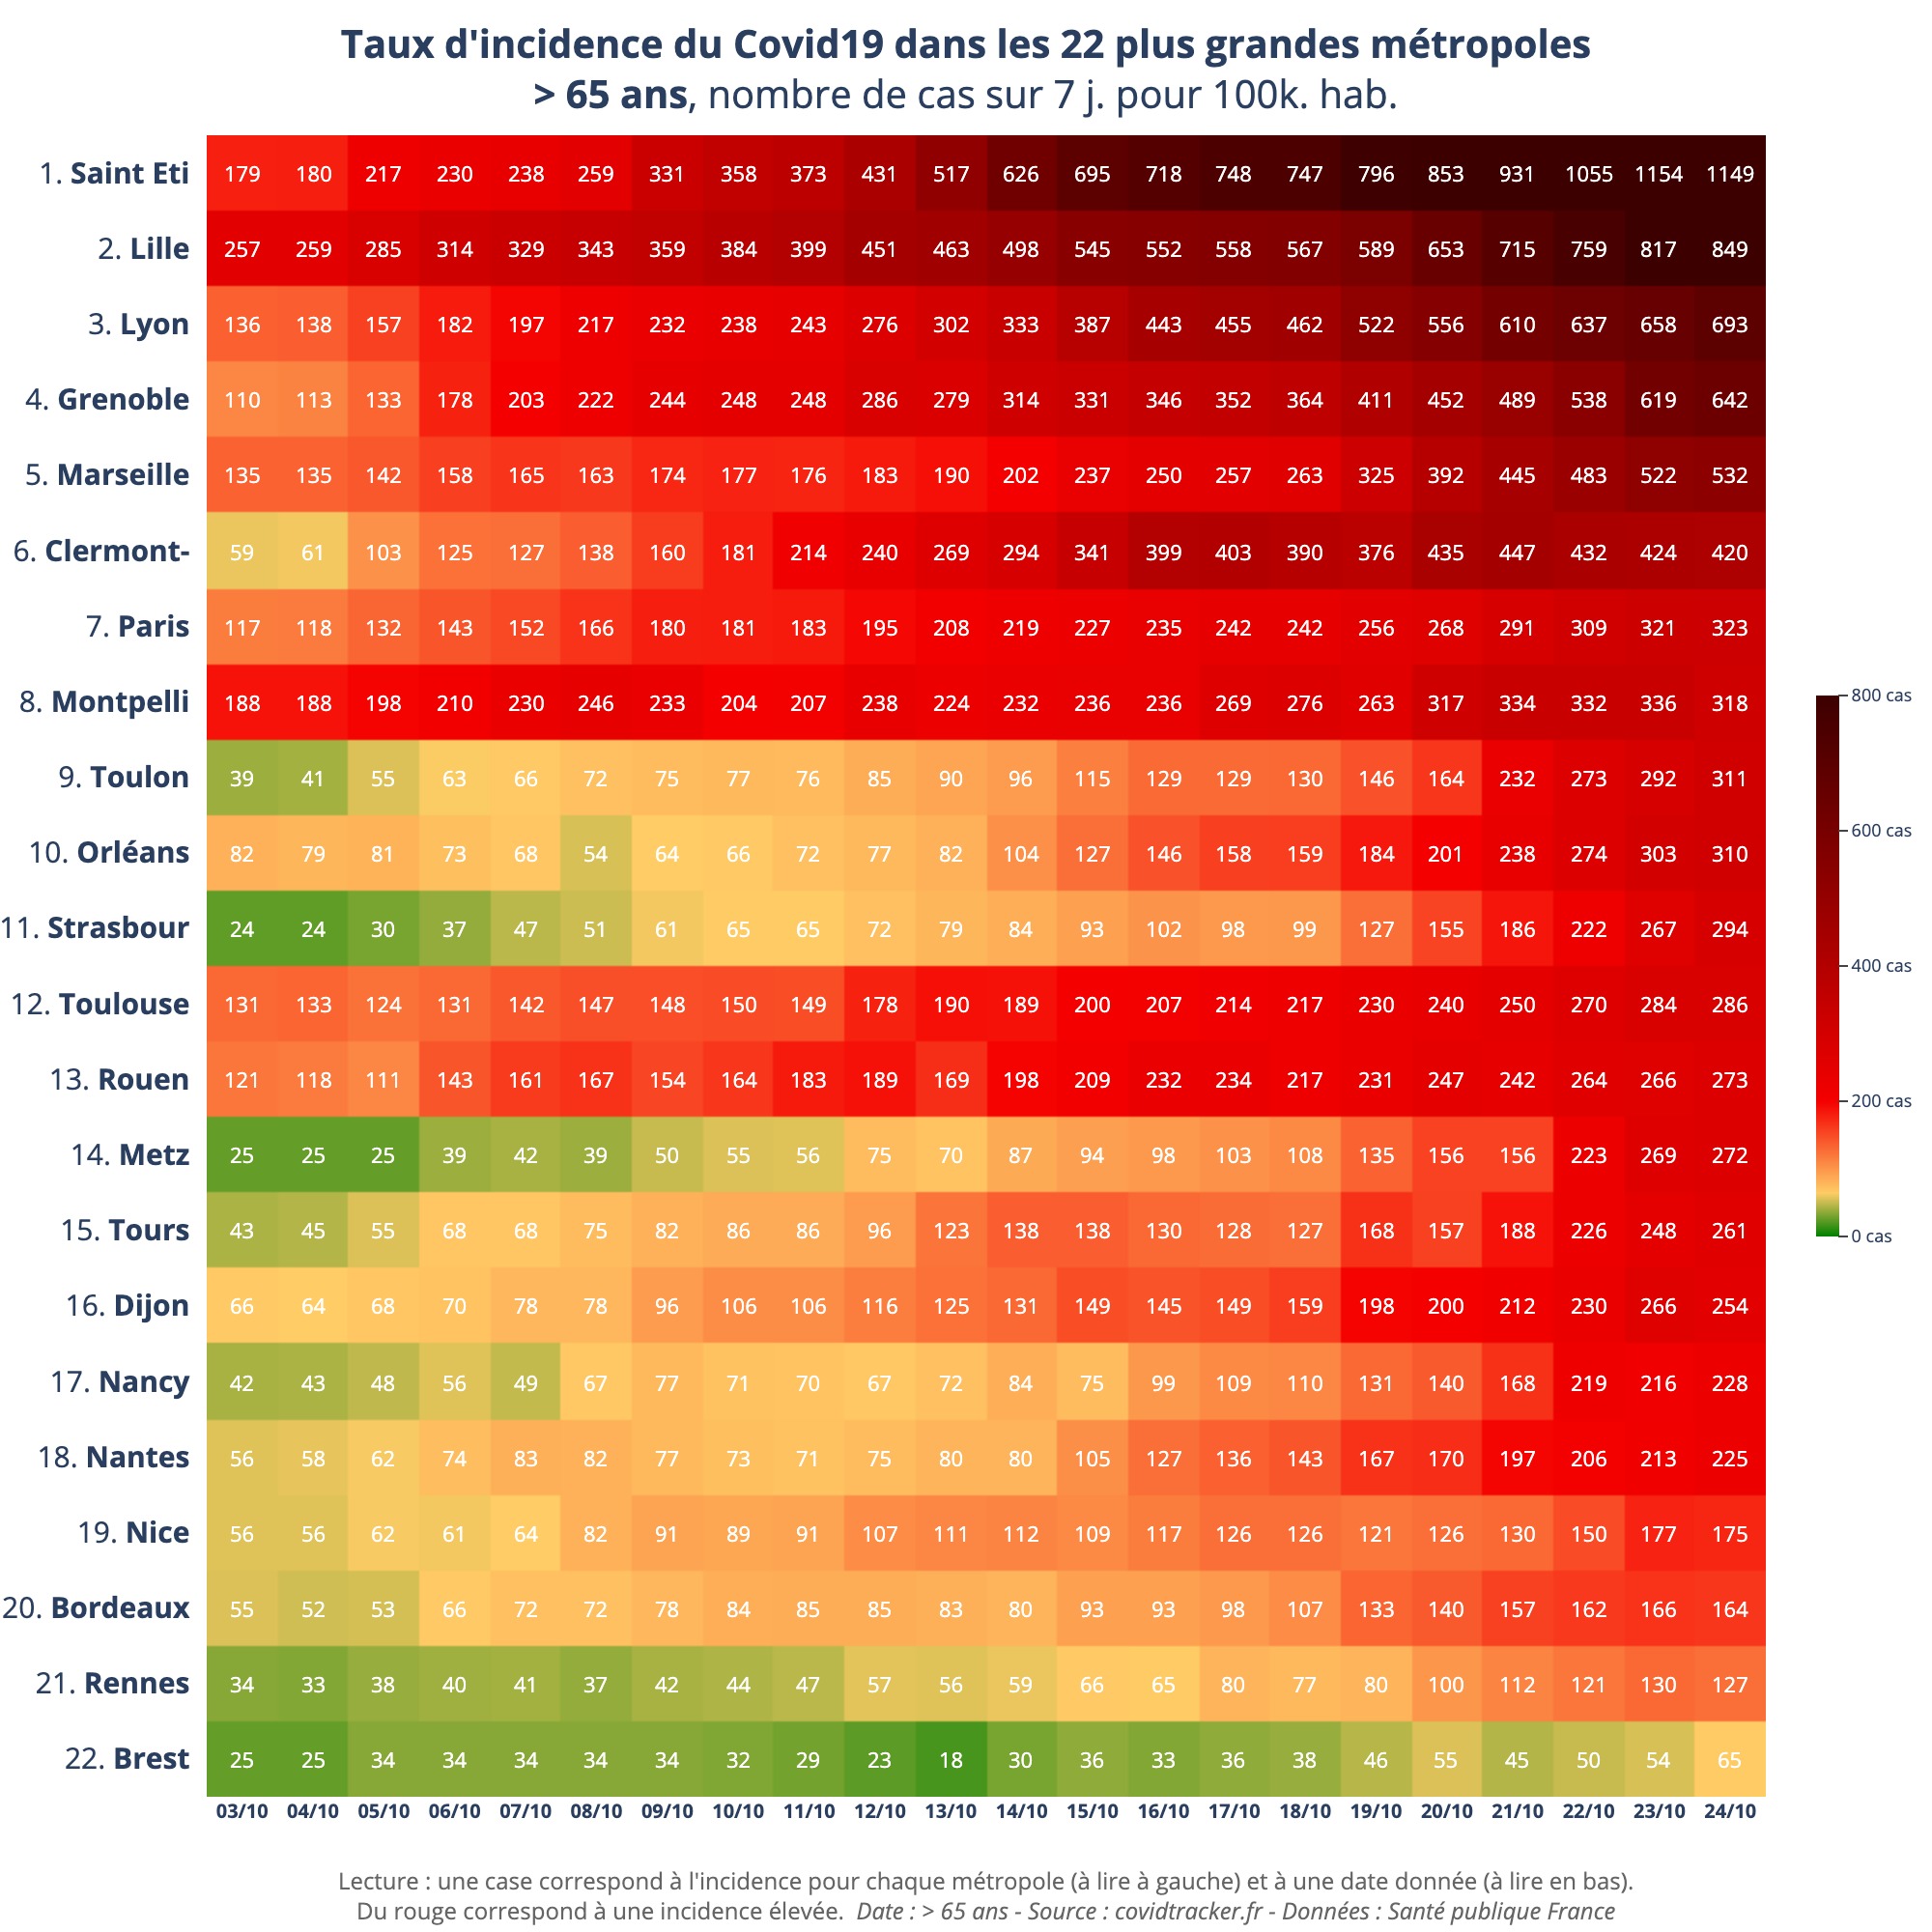 Taux d'incidence du Covid19 dans les 22 plus grandes métropoles
> 65 ans, nombre de cas sur 7 j. pour 100k. hab.
1. Saint Eti 179 180 217 230 238 259 331 358 373 431 517 626 695 718 748 747 796 853 931 1055 1154 1149
2. Lille 257 259 285 314 329 343 359 384 399 451 463 498 545 552 558 567 589 653 715 759 817 849
3. Lyon 136 138 157 182 197 217 232 238 243 276 302 333 387 443 455 462 522 556 610 637 658 693
4. Grenoble 110 113 133 178 203 222 244 248 248 286 279 314 331 346 352 364 411 452 489 538 619 642
5. Marseille 135 135 142 158 165 163 174 177 176 183 190 202 237 250 257 263 325 392 445 483 522 532
6. Clermont- 59 61 103 125 127 138 160 181 214 240 269 294 341 399 403 390 376 435 447 432 424 420
7. Paris 117 118 132 143 152 166 180 181 183 195 208 219 227 235 242 242 256 268 291 309 321 323
8. Montpelli 188 188 198 210 230 246 233 204 207 238 224 232 236 236 269 276 263 317 334 332 336 318
800 cas
9. Toulon 39 41 55 63 66 72 75 77 76 85 90 96 115 129 129 130 146 164 232 273 292 311
600 cas
10. Orléans 82 79 81 73 68 54 64 66 72 77 82 104 127 146 158 159 184 201 238 274 303 310
11. Strasbour 24 24 30 37 47 51 61 65 65 72 79 84 93 102 98 99 127 155 186 222 267 294
400 cas
12. Toulouse 131 133 124 131 142 147 148 150 149 178 190 189 200 207 214 217 230 240 250 270 284 286
13. Rouen 121 118 111 143 161 167 154 164 183 189 169 198 209 232 234 217 231 247 242 264 266 273
200 cas
14. Metz 25 25 25 39 42 39 50 55 56 75 70 87 94 98 103 108 135 156 156 223 269 272
15. Tours 43 45 55 68 68 75 82 86 86 96 123 138 138 130 128 127 168 157 188 226 248 261
0 cas
16. Dijon 66 64 68 70 78 78 96 106 106 116 125 131 149 145 149 159 198 200 212 230 266 254
17. Nancy 42 43 48 56 49 67 77 71 70 67 72 84 75 99 109 110 131 140 168 219 216 228
18. Nantes 56 58 62 74 83 82 77 73 71 75 80 80 105 127 136 143 167 170 197 206 213 225
19. Nice 56 56 62 61 64 82 91 89 91 107 111 112 109 117 126 126 121 126 130 150 177 175
20. Bordeaux 55 52 53 66 72 72 78 84 85 85 83 80 93 93 98 107 133 140 157 162 166 164
21. Rennes 34 33 38 40 41 37 42 44 47 57 56 59 66 65 80 77 80 100 112 121 130 127
22. Brest 25 25 34 34 34 34 34 32 29 23 18 30 36 33 36 38 46 55 45 50 54 65
03/10 04/10 05/10 06/10 07/10 08/10 09/10 10/10 11/10 12/10 13/10 14/10 15/10 16/10 17/10 18/10 19/10 20/10 21/10 22/10 23/10 24/10
Lecture : une case correspond à l'incidence pour chaque métropole (à lire à gauche) et à une date donnée (à lire en bas).
Du rouge correspond à une incidence élevée. Date : > 65 ans - Source : covidtracker.fr - Données : Santé publique France